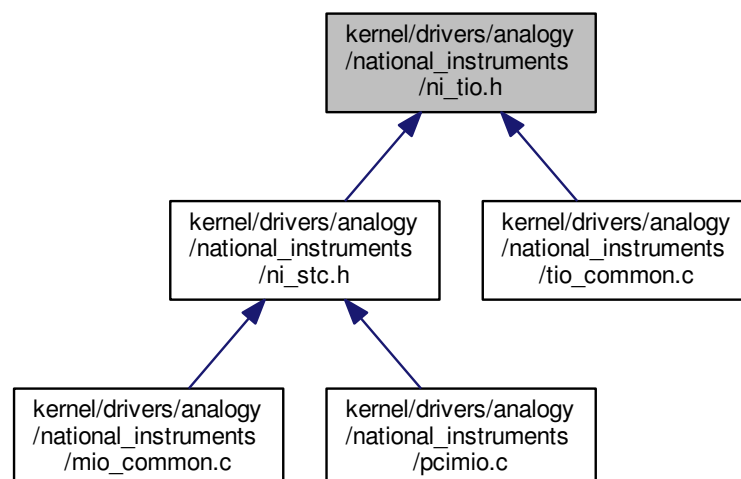 kernel/drivers/analogy
/national_instruments
/ni_tio.h
kernel/drivers/analogy
/national_instruments
/ni_stc.h
kernel/drivers/analogy
/national_instruments
/tio_common.c
kernel/drivers/analogy
/national_instruments
/mio_common.c
kernel/drivers/analogy
/national_instruments
/pcimio.c